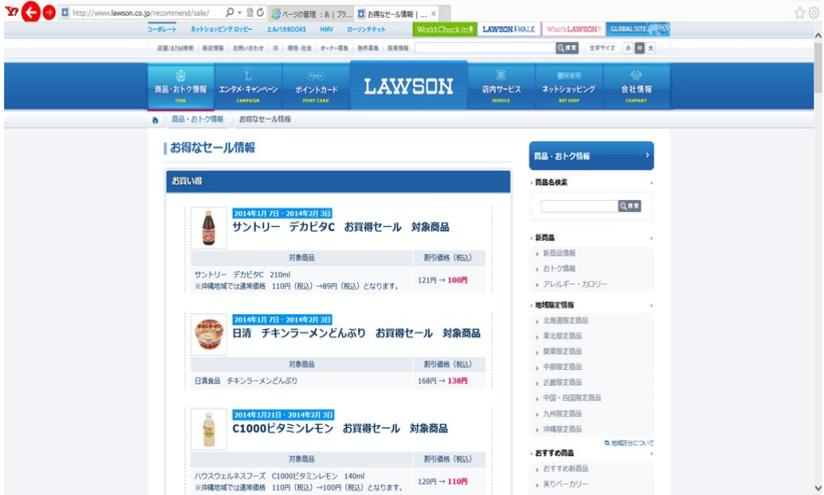 http://www.lawson.co.jp/recommend/sale/
ページの管理 : あ | ブク...
お得なセール情報 | ...
コーポレート ネットショッピング ロッピー エルパカBOOKS HMV ローソンチケット World Check-in LAWSON WALK What's LAWSON? GLOBAL SITE
店舗/ATM検索 新店情報 お問い合わせ IR 環境・社会 オーナー募集 物件募集 採用情報 検索 文字サイズ 小 中 大
商品・おトク情報 エンタメ・キャンペーン ポイントカード LAWSON 店内サービス ネットショッピング 会社情報
ITEM CAMPAIGN POINT CARD SERVICE NET SHOP COMPANY
商品・おトク情報 お得なセール情報
お得なセール情報
お買い得
2014年1月 7日 - 2014年2月 3日
サントリー デカビタC お買得セール 対象商品
対象商品 割引価格（税込）
サントリー デカビタC 210ml
※沖縄地域では通常価格 110円（税込）→89円（税込）となります。
121円 → 100円
2014年1月 7日 - 2014年2月 3日
日清 チキンラーメンどんぶり お買得セール 対象商品
対象商品 割引価格（税込）
日清食品 チキンラーメンどんぶり 168円 → 138円
2014年1月21日 - 2014年2月 3日
C1000ビタミンレモン お買得セール 対象商品
対象商品 割引価格（税込）
ハウスウェルネスフーズ C1000ビタミンレモン 140ml
※沖縄地域では通常価格 110円（税込）→100円（税込）となります。
120円 → 110円
商品・おトク情報
商品名検索
検索
新商品
新商品情報
おトク情報
アレルギー・カロリー
地域限定情報
北海道限定商品
東北限定商品
関東限定商品
中部限定商品
近畿限定商品
中国・四国限定商品
九州限定商品
沖縄限定商品
地域区分について
おすすめ商品
おすすめ新商品
実りベーカリー